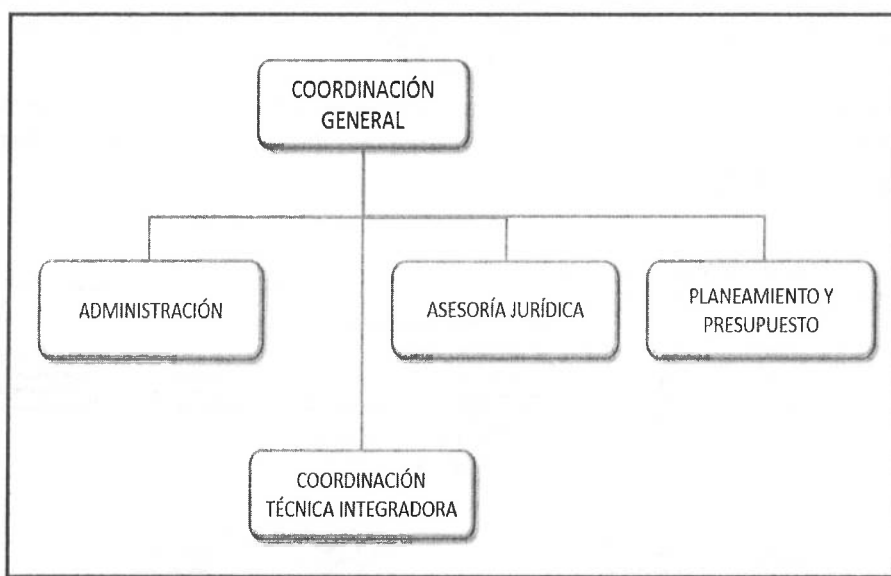 COORDINACIÓN
GENERAL
ADMINISTRACIÓN
ASESORÍA JURÍDICA
PLANEAMIENTO Y
PRESUPUESTO
COORDINACIÓN
TÉCNICA INTEGRADORA